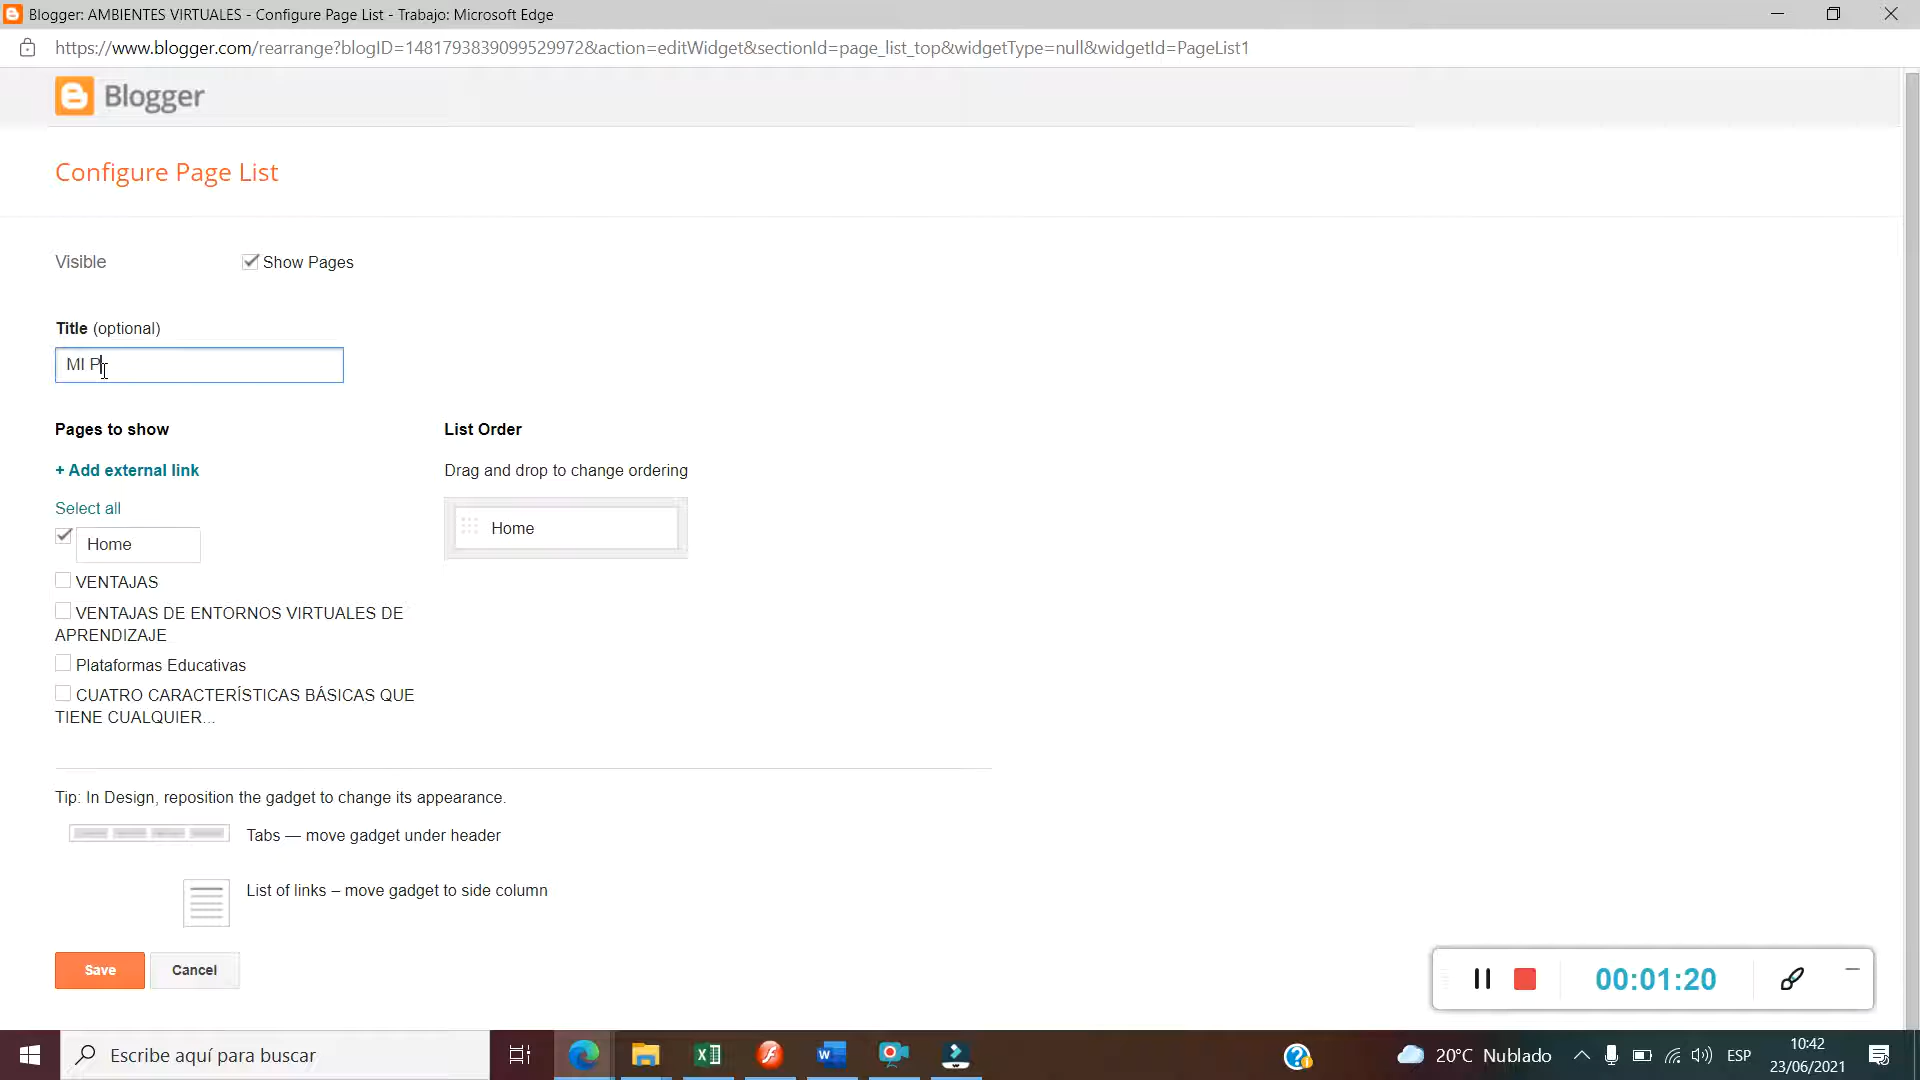 Blogger: AMBIENTES VIRTUALES - Configure Page List - Trabajo: Microsoft Edge
https://www.blogger.com/rearrange?blogID=1481793839099529972&action=editWidget&sectionId=page_list_top&widgetType=null&widgetId=PageList1
Blogger
Configure Page List
Visible
Show Pages
Title (optional)
MI P
Pages to show
List Order
+ Add external link
Drag and drop to change ordering
Select all
Home
Home
VENTAJAS
VENTAJAS DE ENTORNOS VIRTUALES DE
APRENDIZAJE
Plataformas Educativas
CUATRO CARACTERÍSTICAS BÁSICAS QUE
TIENE CUALQUIER...
Tip: In Design, reposition the gadget to change its appearance.
Tabs — move gadget under header
List of links – move gadget to side column
Save
Cancel
00:01:20
Escribe aquí para buscar
20°C Nublado
ESP
10:42
23/06/2021